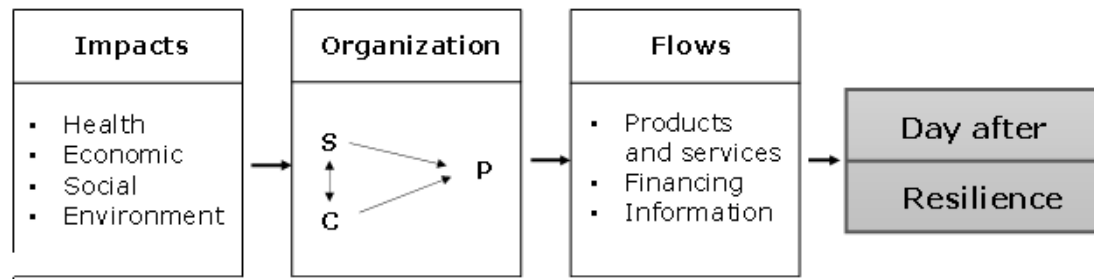 Impacts
▪ Health
▪ Economic
▪ Social
▪ Environment
Organization
S
P
C
Flows
▪ Products
and services
▪ Financing
▪ Information
Day after
Resilience